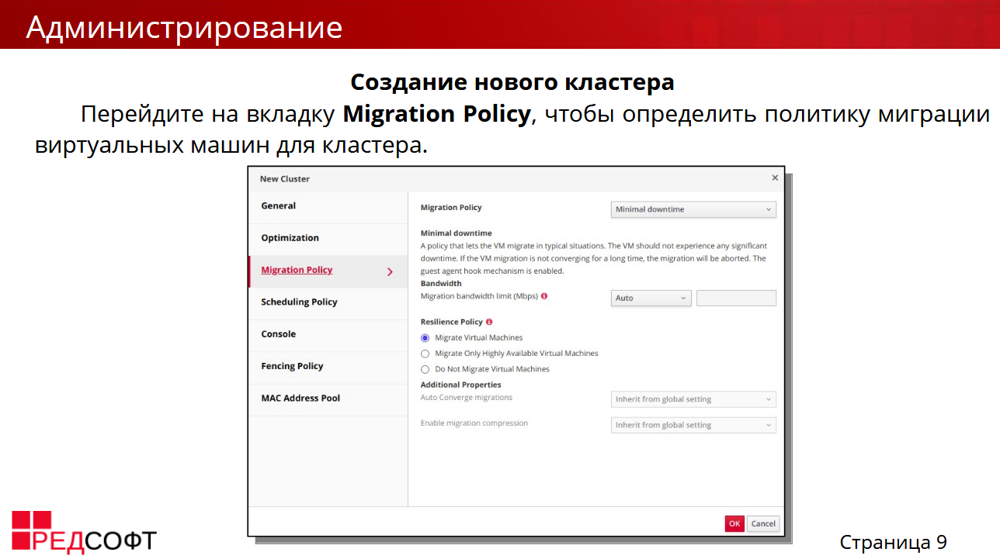 Администрирование
Создание нового кластера
Перейдите на вкладку Migration Policy, чтобы определить политику миграции
виртуальных машин для кластера.
New Cluster ×
General
Optimization
Migration Policy
Scheduling Policy
Console
Fencing Policy
MAC Address Pool
Migration Policy Minimal downtime
Minimal downtime
A policy that lets the VM migrate in typical situations. The VM should not experience any significant
downtime. If the VM migration is not converging for a long time, the migration will be aborted. The
guest agent hook mechanism is enabled.
Bandwidth
Migration bandwidth limit (Mbps) Auto
Resilience Policy
Migrate Virtual Machines
Migrate Only Highly Available Virtual Machines
Do Not Migrate Virtual Machines
Additional Properties
Auto Converge migrations Inherit from global setting
Enable migration compression Inherit from global setting
OK Cancel
РЕДСОФТ
Страница 9